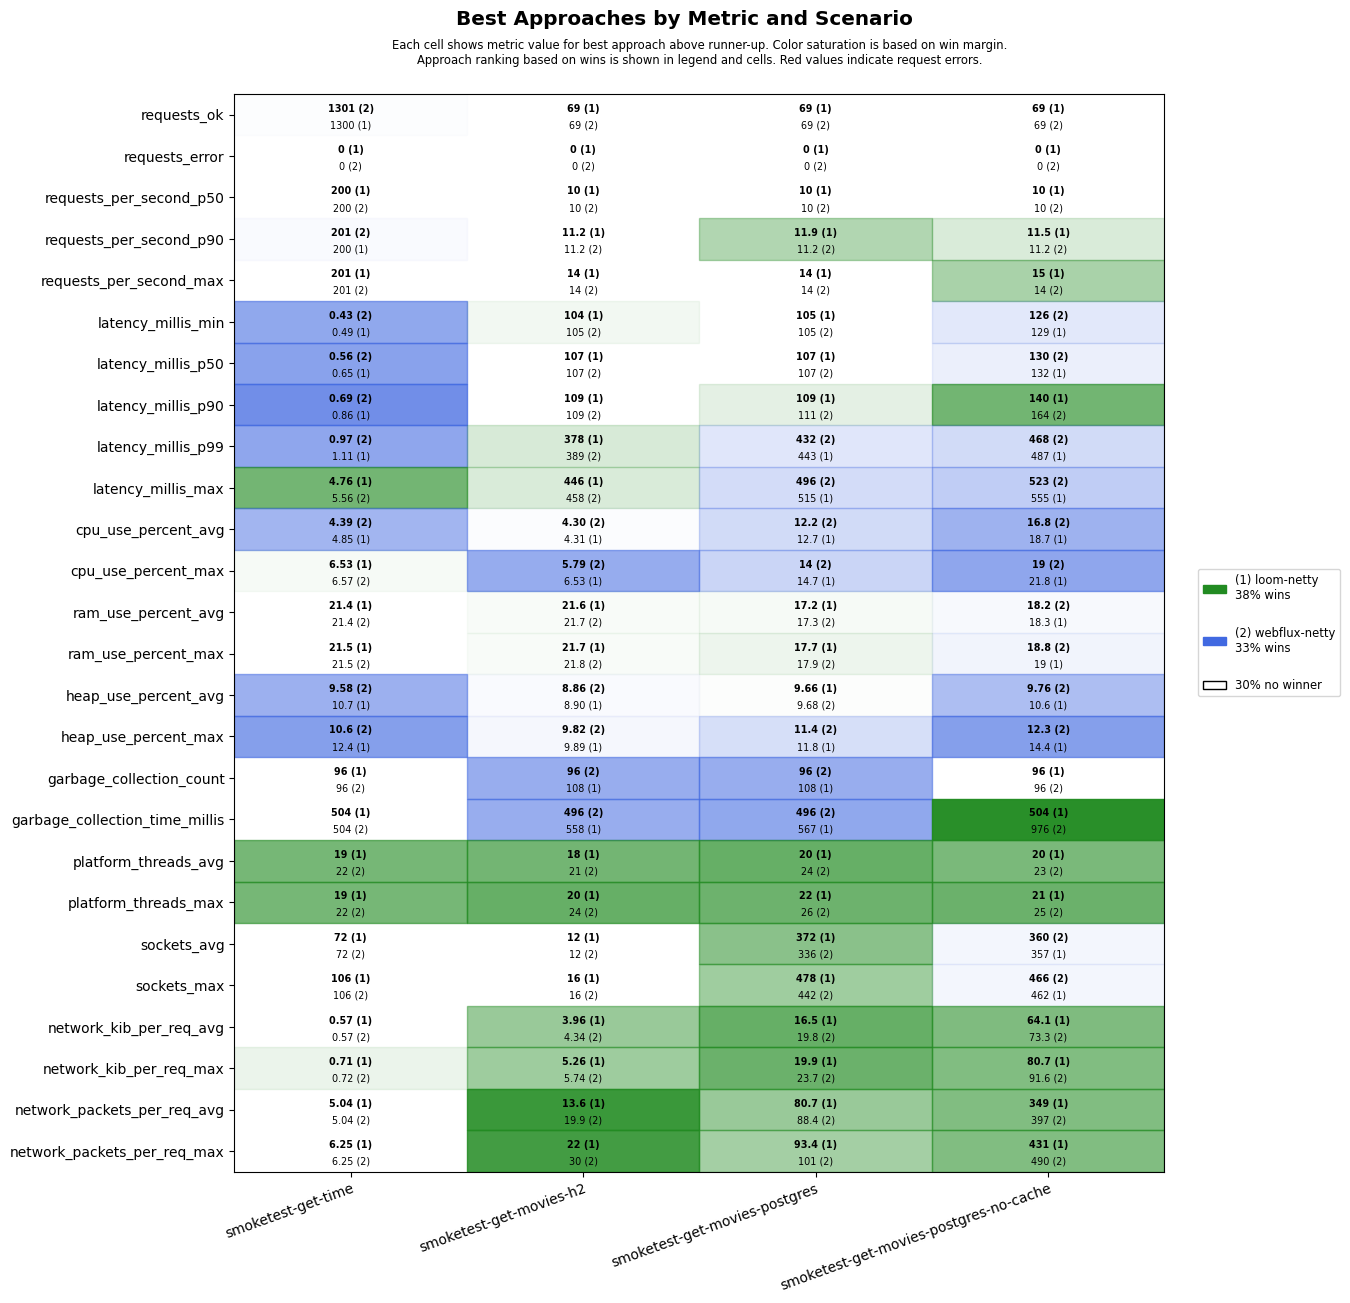 Best Approaches by Metric and Scenario
Each cell shows metric value for best approach above runner-up. Color saturation is based on win margin.
Approach ranking based on wins is shown in legend and cells. Red values indicate request errors.
requests_ok
1301 (2) 69 (1) 69 (1) 69 (1)
1300 (1) 69 (2) 69 (2) 69 (2)
requests_error
0 (1) 0 (1) 0 (1) 0 (1)
0 (2) 0 (2) 0 (2) 0 (2)
requests_per_second_p50
200 (1) 10 (1) 10 (1) 10 (1)
200 (2) 10 (2) 10 (2) 10 (2)
requests_per_second_p90
201 (2) 11.2 (1) 11.9 (1) 11.5 (1)
200 (1) 11.2 (2) 11.2 (2) 11.2 (2)
requests_per_second_max
201 (1) 14 (1) 14 (1) 15 (1)
201 (2) 14 (2) 14 (2) 14 (2)
latency_millis_min
0.43 (2) 104 (1) 105 (1) 126 (2)
0.49 (1) 105 (2) 105 (2) 129 (1)
latency_millis_p50
0.56 (2) 107 (1) 107 (1) 130 (2)
0.65 (1) 107 (2) 107 (2) 132 (1)
latency_millis_p90
0.69 (2) 109 (1) 109 (1) 140 (1)
0.86 (1) 109 (2) 111 (2) 164 (2)
latency_millis_p99
0.97 (2) 378 (1) 432 (2) 468 (2)
1.11 (1) 389 (2) 443 (1) 487 (1)
latency_millis_max
4.76 (1) 446 (1) 496 (2) 523 (2)
5.56 (2) 458 (2) 515 (1) 555 (1)
cpu_use_percent_avg
4.39 (2) 4.30 (2) 12.2 (2) 16.8 (2)
4.85 (1) 4.31 (1) 12.7 (1) 18.7 (1)
cpu_use_percent_max
6.53 (1) 5.79 (2) 14 (2) 19 (2)
6.57 (2) 6.53 (1) 14.7 (1) 21.8 (1)
ram_use_percent_avg
21.4 (1) 21.6 (1) 17.2 (1) 18.2 (2)
21.4 (2) 21.7 (2) 17.3 (2) 18.3 (1)
ram_use_percent_max
21.5 (1) 21.7 (1) 17.7 (1) 18.8 (2)
21.5 (2) 21.8 (2) 17.9 (2) 19 (1)
heap_use_percent_avg
9.58 (2) 8.86 (2) 9.66 (1) 9.76 (2)
10.7 (1) 8.90 (1) 9.68 (2) 10.6 (1)
heap_use_percent_max
10.6 (2) 9.82 (2) 11.4 (2) 12.3 (2)
12.4 (1) 9.89 (1) 11.8 (1) 14.4 (1)
garbage_collection_count
96 (1) 96 (2) 96 (2) 96 (1)
96 (2) 108 (1) 108 (1) 96 (2)
garbage_collection_time_millis
504 (1) 496 (2) 496 (2) 504 (1)
504 (2) 558 (1) 567 (1) 976 (2)
platform_threads_avg
19 (1) 18 (1) 20 (1) 20 (1)
22 (2) 21 (2) 24 (2) 23 (2)
platform_threads_max
19 (1) 20 (1) 22 (1) 21 (1)
22 (2) 24 (2) 26 (2) 25 (2)
sockets_avg
72 (1) 12 (1) 372 (1) 360 (2)
72 (2) 12 (2) 336 (2) 357 (1)
sockets_max
106 (1) 16 (1) 478 (1) 466 (2)
106 (2) 16 (2) 442 (2) 462 (1)
network_kib_per_req_avg
0.57 (1) 3.96 (1) 16.5 (1) 64.1 (1)
0.57 (2) 4.34 (2) 19.8 (2) 73.3 (2)
network_kib_per_req_max
0.71 (1) 5.26 (1) 19.9 (1) 80.7 (1)
0.72 (2) 5.74 (2) 23.7 (2) 91.6 (2)
network_packets_per_req_avg
5.04 (1) 13.6 (1) 80.7 (1) 349 (1)
5.04 (2) 19.9 (2) 88.4 (2) 397 (2)
network_packets_per_req_max
6.25 (1) 22 (1) 93.4 (1) 431 (1)
6.25 (2) 30 (2) 101 (2) 490 (2)
smoketest-get-time
smoketest-get-movies-h2
smoketest-get-movies-postgres
smoketest-get-movies-postgres-no-cache
(1) loom-netty
38% wins
(2) webflux-netty
33% wins
30% no winner